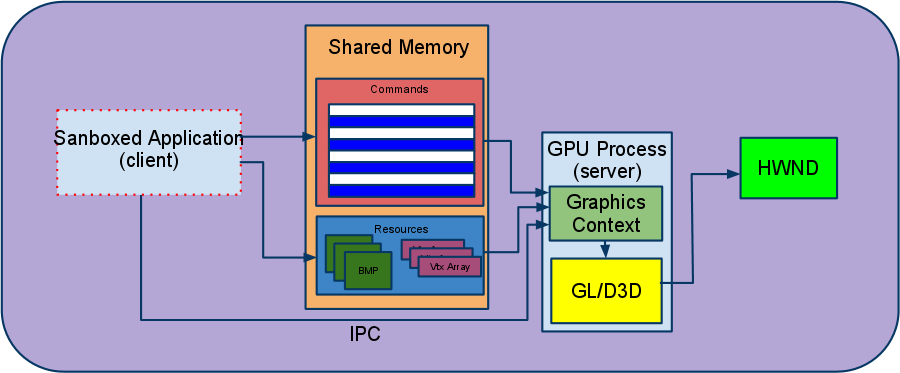 Shared Memory
Commands
Sanboxed Application
(client)
GPU Process
(server)
HWND
Graphics
Context
Resources
BMP
Vtx Array
GL/D3D
IPC